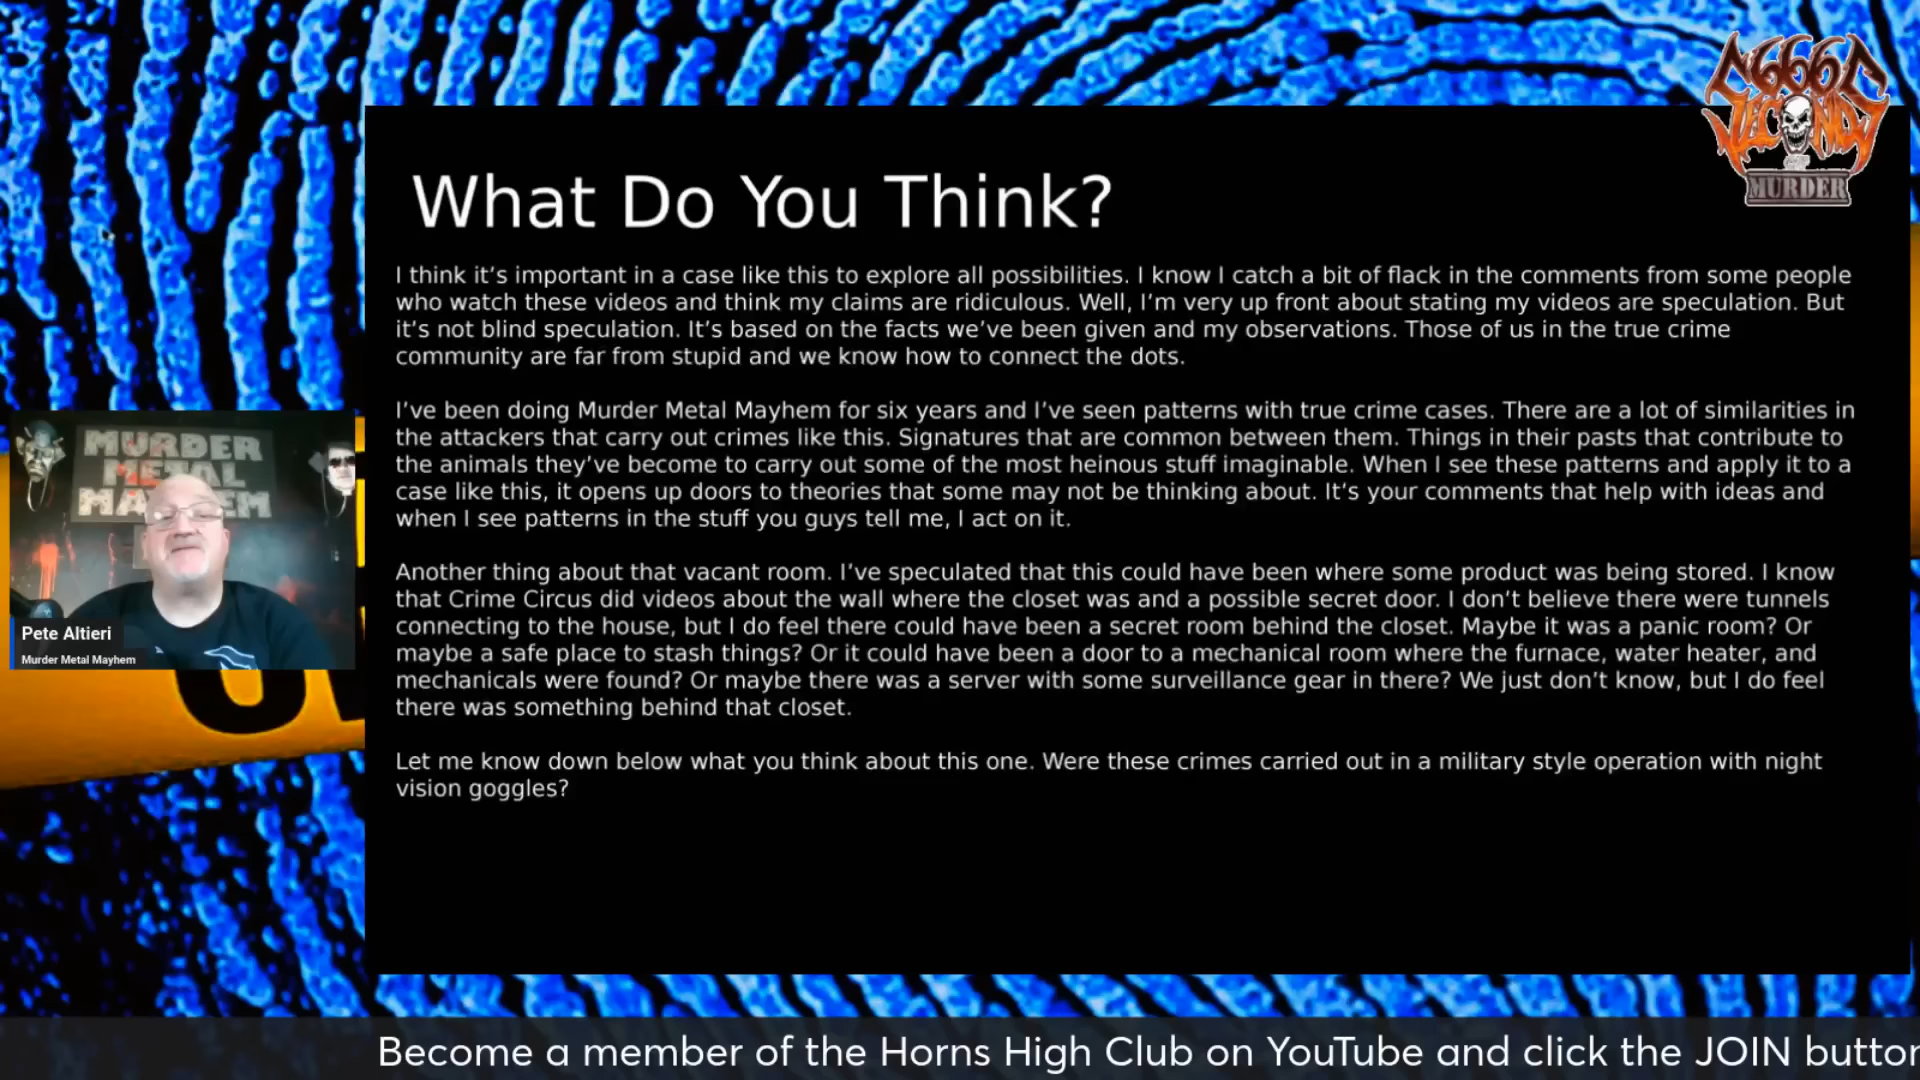 C666C
SECONDS
MURDER
What Do You Think?
I think it’s important in a case like this to explore all possibilities. I know I catch a bit of flack in the comments from some people
who watch these videos and think my claims are ridiculous. Well, I’m very up front about stating my videos are speculation. But
it’s not blind speculation. It’s based on the facts we’ve been given and my observations. Those of us in the true crime
community are far from stupid and we know how to connect the dots.
I’ve been doing Murder Metal Mayhem for six years and I’ve seen patterns with true crime cases. There are a lot of similarities in
the attackers that carry out crimes like this. Signatures that are common between them. Things in their pasts that contribute to
the animals they’ve become to carry out some of the most heinous stuff imaginable. When I see these patterns and apply it to a
case like this, it opens up doors to theories that some may not be thinking about. It’s your comments that help with ideas and
when I see patterns in the stuff you guys tell me, I act on it.
Another thing about that vacant room. I’ve speculated that this could have been where some product was being stored. I know
that Crime Circus did videos about the wall where the closet was and a possible secret door. I don’t believe there were tunnels
connecting to the house, but I do feel there could have been a secret room behind the closet. Maybe it was a panic room? Or
maybe a safe place to stash things? Or it could have been a door to a mechanical room where the furnace, water heater, and
mechanicals were found? Or maybe there was a server with some surveillance gear in there? We just don’t know, but I do feel
there was something behind that closet.
Let me know down below what you think about this one. Were these crimes carried out in a military style operation with night
vision goggles?
MURDER
METAL
MAYHEM
Pete Altieri
Murder Metal Mayhem
Become a member of the Horns High Club on YouTube and click the JOIN button